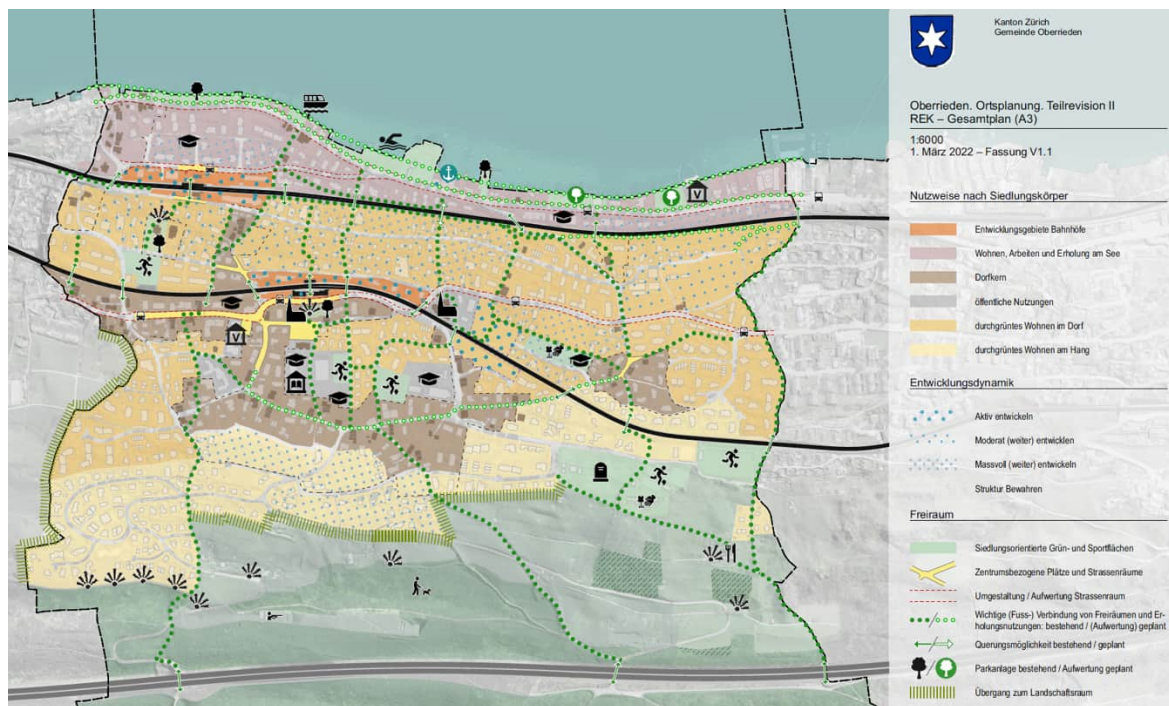 Kanton Zürich
Gemeinde Oberrieden
Oberrieden. Ortsplanung. Teilrevision II
REK – Gesamtplan (A3)
1:6000
1. März 2022 – Fassung V1.1
Nutzweise nach Siedlungskörper
Entwicklungsgebiete Bahnhöfe
Wohnen, Arbeiten und Erholung am See
Dorfkern
öffentliche Nutzungen
durchgrüntes Wohnen im Dorf
durchgrüntes Wohnen am Hang
Entwicklungsdynamik
Aktiv entwickeln
Moderat (weiter) entwicklen
Massvoll (weiter) entwickeln
Struktur Bewahren
Freiraum
Siedlungsorientierte Grün- und Sportflächen
Zentrumsbezogene Plätze und Strassenräume
Umgestaltung / Aufwertung Strassenraum
Wichtige (Fuss-) Verbindung von Freiräumen und Er-
holungsnutzungen: bestehend / (Aufwertung) geplant
Querungsmöglichkeit bestehend / geplant
Parkanlage bestehend / Aufwertung geplant
Übergang zum Landschaftsraum
V
V